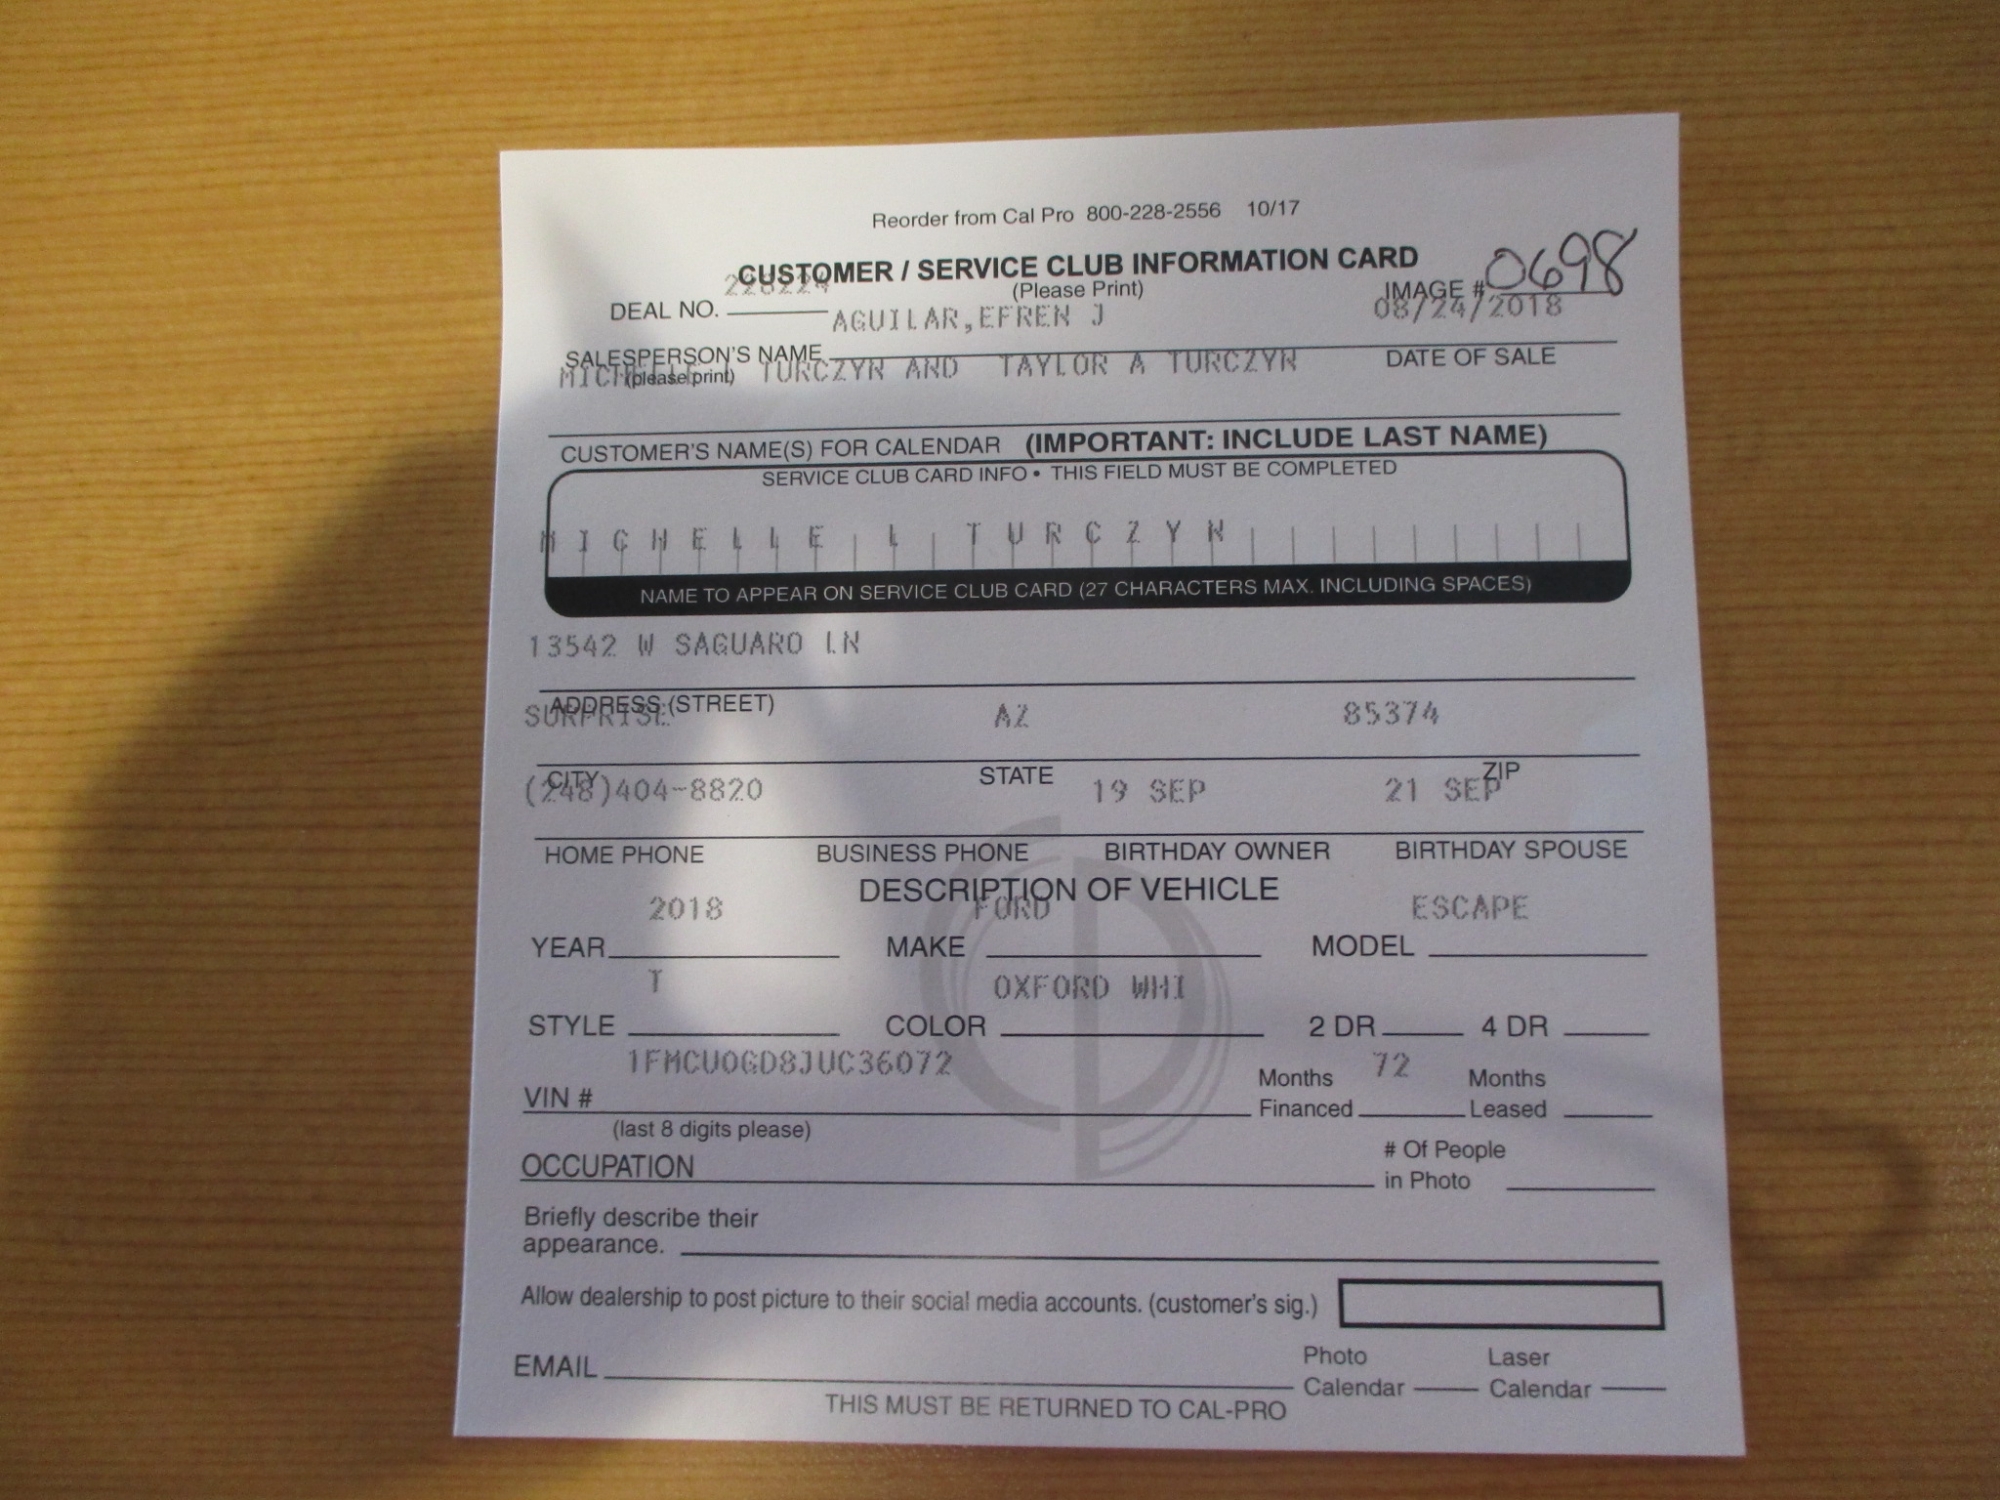 Reorder from Cal Pro 800-228-2556 10/17
CUSTOMER / SERVICE CLUB INFORMATION CARD
(Please Print)
DEAL NO. 228224 IMAGE # 0698
AGUILAR,EFREN J 08/24/2018
SALESPERSON'S NAME DATE OF SALE
(please print)
MICHELLE L TURCZYN AND TAYLOR A TURCZYN
CUSTOMER'S NAME(S) FOR CALENDAR (IMPORTANT: INCLUDE LAST NAME)
SERVICE CLUB CARD INFO • THIS FIELD MUST BE COMPLETED
MICHELLE L TURCZYN
NAME TO APPEAR ON SERVICE CLUB CARD (27 CHARACTERS MAX. INCLUDING SPACES)
13542 W SAGUARO LN
ADDRESS (STREET)
SURPRISE AZ 85374
CITY STATE ZIP
(248)404-8820 19 SEP 21 SEP
HOME PHONE BUSINESS PHONE BIRTHDAY OWNER BIRTHDAY SPOUSE
DESCRIPTION OF VEHICLE
2018 FORD ESCAPE
YEAR MAKE MODEL
T OXFORD WHI
STYLE COLOR 2 DR 4 DR
1FMCU0GD8JUC36072 72
VIN # Months Financed Months Leased
(last 8 digits please)
OCCUPATION # Of People in Photo
Briefly describe their
appearance.
Allow dealership to post picture to their social media accounts. (customer's sig.)
EMAIL Photo Calendar Laser Calendar
THIS MUST BE RETURNED TO CAL-PRO